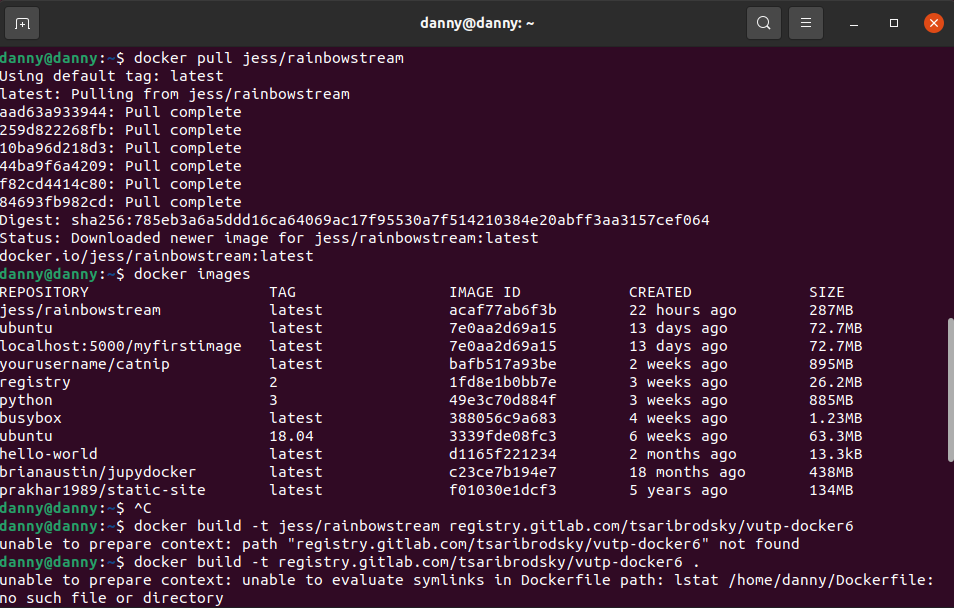 danny@danny: ~
danny@danny:~$ docker pull jess/rainbowstream
Using default tag: latest
latest: Pulling from jess/rainbowstream
aad63a933944: Pull complete
259d822268fb: Pull complete
10ba96d218d3: Pull complete
44ba9f6a4209: Pull complete
f82cd4414c80: Pull complete
84693fb982cd: Pull complete
Digest: sha256:785eb3a6a5ddd16ca64069ac17f95530a7f514210384e20abff3aa3157cef064
Status: Downloaded newer image for jess/rainbowstream:latest
docker.io/jess/rainbowstream:latest
danny@danny:~$ docker images
REPOSITORY                    TAG                 IMAGE ID            CREATED             SIZE
jess/rainbowstream            latest              acaf77ab6f3b        22 hours ago        287MB
ubuntu                        latest              7e0aa2d69a15        13 days ago         72.7MB
localhost:5000/myfirstimage   latest              7e0aa2d69a15        13 days ago         72.7MB
yourusername/catnip           latest              bafb517a93be        2 weeks ago         895MB
registry                      2                   1fd8e1b0bb7e        3 weeks ago         26.2MB
python                        3                   49e3c70d884f        3 weeks ago         885MB
busybox                       latest              388056c9a683        4 weeks ago         1.23MB
ubuntu                        18.04               3339fde08fc3        6 weeks ago         63.3MB
hello-world                   latest              d1165f221234        2 months ago        13.3kB
brianaustin/jupydocker        latest              c23ce7b194e7        18 months ago       438MB
prakhar1989/static-site       latest              f01030e1dcf3        5 years ago         134MB
danny@danny:~$ ^C
danny@danny:~$ docker build -t jess/rainbowstream registry.gitlab.com/tsaribrodsky/vutp-docker6
unable to prepare context: path "registry.gitlab.com/tsaribrodsky/vutp-docker6" not found
danny@danny:~$ docker build -t registry.gitlab.com/tsaribrodsky/vutp-docker6 .
unable to prepare context: unable to evaluate symlinks in Dockerfile path: lstat /home/danny/Dockerfile:
no such file or directory